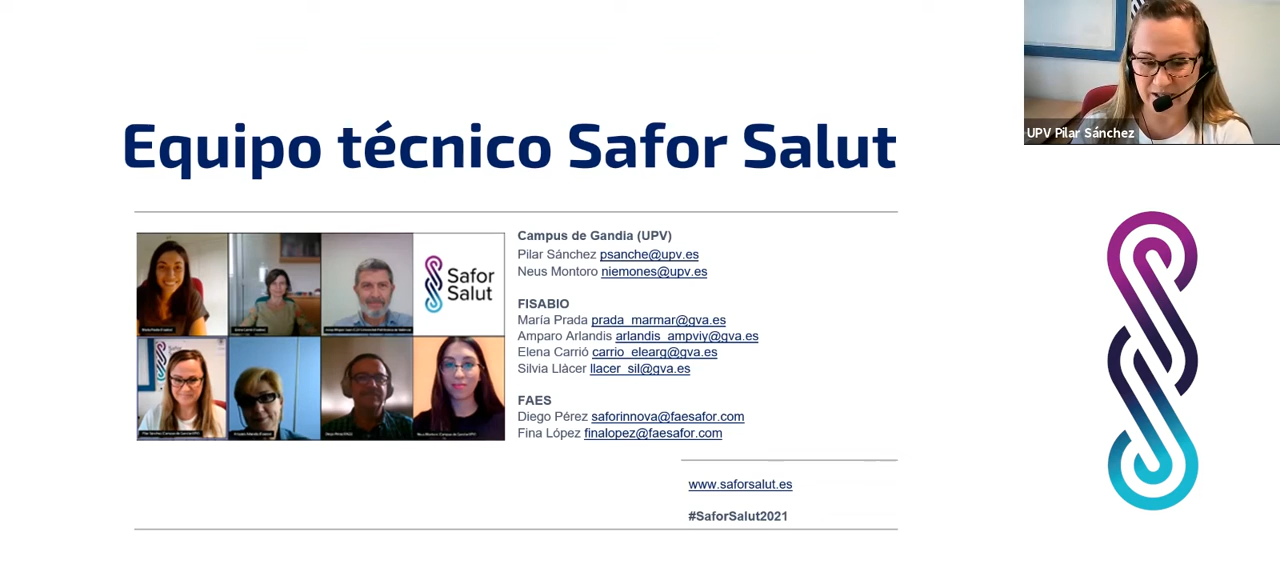 Equipo técnico Safor Salut
UPV Pilar Sánchez
Campus de Gandia (UPV)
Pilar Sánchez psanche@upv.es
Neus Montoro niemones@upv.es
FISABIO
María Prada prada_marmar@gva.es
Amparo Arlandis arlandis_ampviy@gva.es
Elena Carrió carrio_elearg@gva.es
Silvia Llàcer llacer_sil@gva.es
FAES
Diego Pérez saforinnova@faesafor.com
Fina López finalopez@faesafor.com
Safor
Salut
www.saforsalut.es
#SaforSalut2021